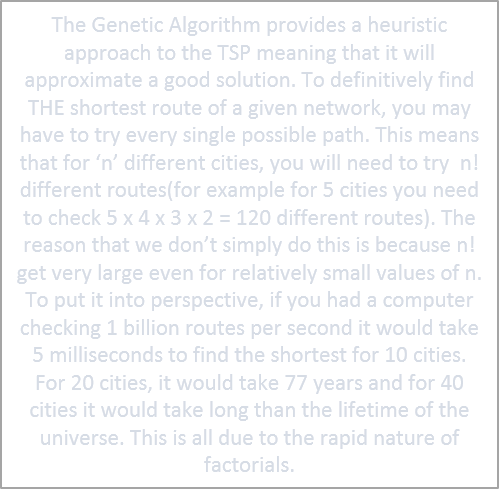 The Genetic Algorithm provides a heuristic
approach to the TSP meaning that it will
approximate a good solution. To definitively find
THE shortest route of a given network, you may
have to try every single possible path. This means
that for ‘n’ different cities, you will need to try  n!
different routes(for example for 5 cities you need
to check 5 x 4 x 3 x 2 = 120 different routes). The
reason that we don’t simply do this is because n!
get very large even for relatively small values of n.
To put it into perspective, if you had a computer
checking 1 billion routes per second it would take
5 milliseconds to find the shortest for 10 cities.
For 20 cities, it would take 77 years and for 40
cities it would take long than the lifetime of the
universe. This is all due to the rapid nature of
factorials.